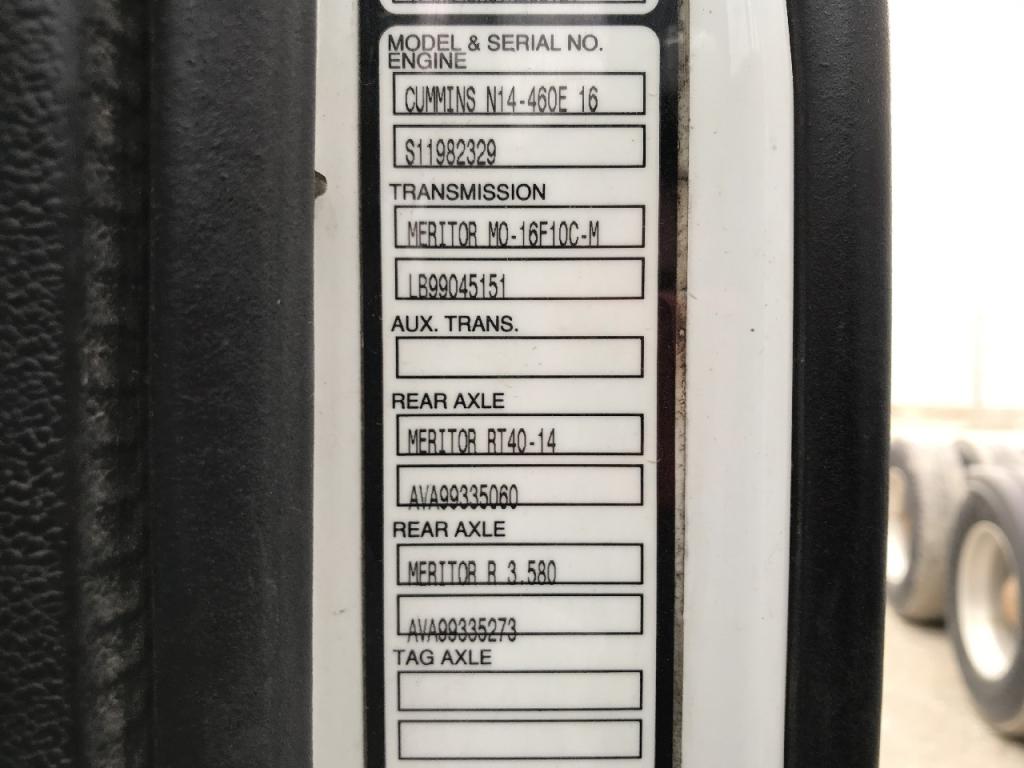 MODEL & SERIAL NO.
ENGINE
CUMMINS N14-460E 16
S11982329
TRANSMISSION
MERITOR MO-16F10C-M
LB99045151
AUX. TRANS.
REAR AXLE
MERITOR RT40-14
AVA99335060
REAR AXLE
MERITOR R 3.580
AVA99335273
TAG AXLE